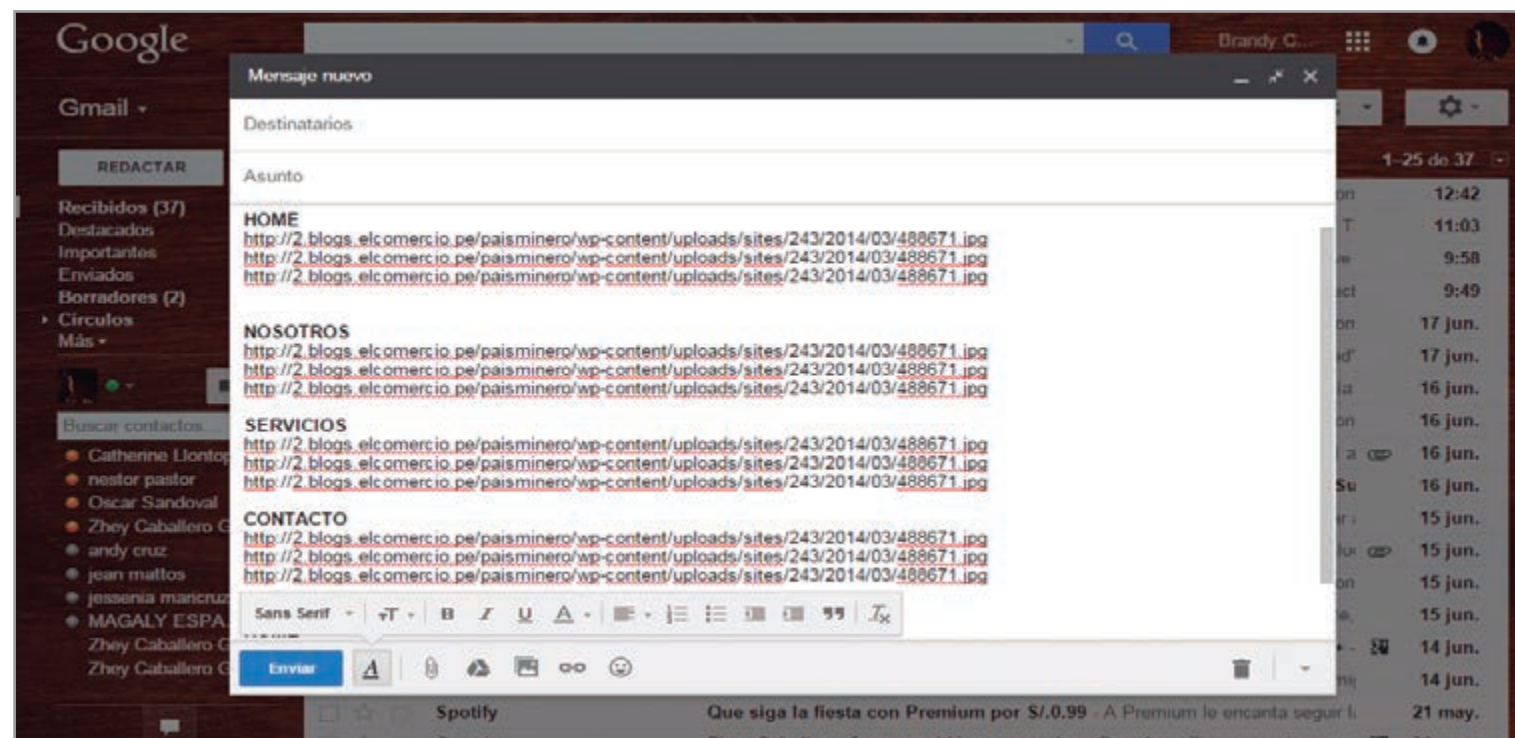 Google
Brandy C...
Mensaje nuevo
Gmail
Destinatarios
REDACTAR
1–25 de 37
Asunto
Recibidos (37)
Destacados
Importantes
Enviados
Borradores (2)
Círculos
Más
Buscar contactos...
Catherine Llontop
nestor pastor
Oscar Sandoval
Zhey Caballero G
andy cruz
jean mattos
jessenia mancruz
MAGALY ESPA
Zhey Caballero G
Zhey Caballero G
HOME
http://2.blogs.elcomercio.pe/paisminero/wp-content/uploads/sites/243/2014/03/488671.jpg
http://2.blogs.elcomercio.pe/paisminero/wp-content/uploads/sites/243/2014/03/488671.jpg
http://2.blogs.elcomercio.pe/paisminero/wp-content/uploads/sites/243/2014/03/488671.jpg
NOSOTROS
http://2.blogs.elcomercio.pe/paisminero/wp-content/uploads/sites/243/2014/03/488671.jpg
http://2.blogs.elcomercio.pe/paisminero/wp-content/uploads/sites/243/2014/03/488671.jpg
http://2.blogs.elcomercio.pe/paisminero/wp-content/uploads/sites/243/2014/03/488671.jpg
SERVICIOS
http://2.blogs.elcomercio.pe/paisminero/wp-content/uploads/sites/243/2014/03/488671.jpg
http://2.blogs.elcomercio.pe/paisminero/wp-content/uploads/sites/243/2014/03/488671.jpg
http://2.blogs.elcomercio.pe/paisminero/wp-content/uploads/sites/243/2014/03/488671.jpg
CONTACTO
http://2.blogs.elcomercio.pe/paisminero/wp-content/uploads/sites/243/2014/03/488671.jpg
http://2.blogs.elcomercio.pe/paisminero/wp-content/uploads/sites/243/2014/03/488671.jpg
http://2.blogs.elcomercio.pe/paisminero/wp-content/uploads/sites/243/2014/03/488671.jpg
Sans Serif
Enviar
12:42
11:03
9:58
9:49
17 jun.
17 jun.
16 jun.
16 jun.
16 jun.
16 jun.
15 jun.
15 jun.
15 jun.
15 jun.
14 jun.
14 jun.
Spotify Que siga la fiesta con Premium por S/.0.99 - A Premium le encanta seguir 21 may.